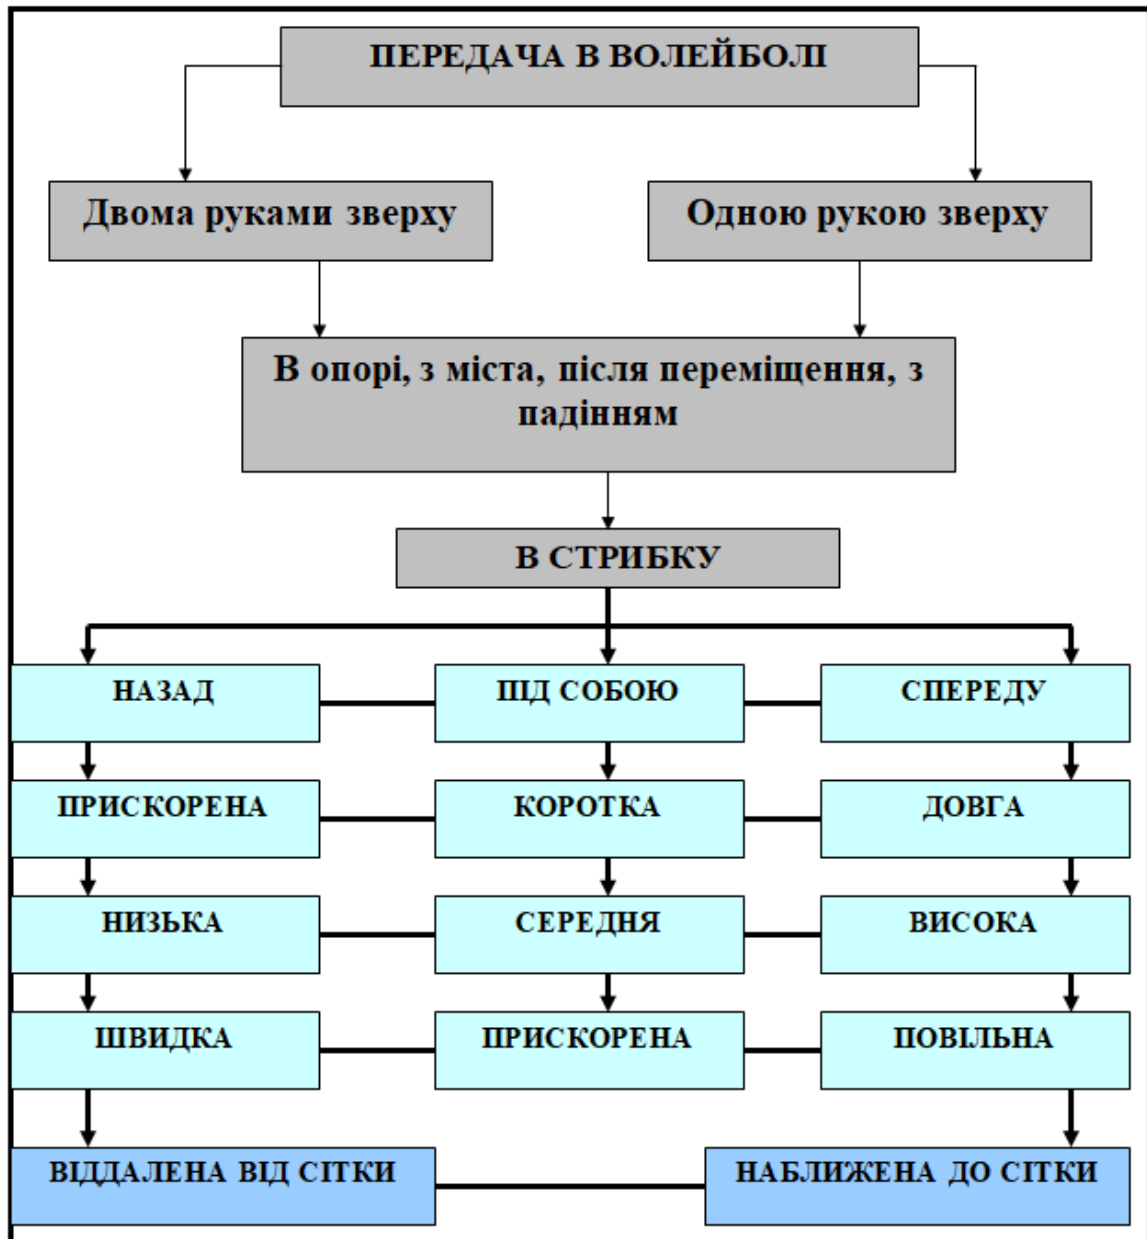 ПЕРЕДАЧА В ВОЛЕЙБОЛІ
Двома руками зверху
Одною рукою зверху
В опорі, з міста, після переміщення, з
падінням
В СТРИБКУ
НАЗАД
ПІД СОБОЮ
СПЕРЕДУ
ПРИСКОРЕНА
КОРОТКА
ДОВГА
НИЗЬКА
СЕРЕДНЯ
ВИСОКА
ШВИДКА
ПРИСКОРЕНА
ПОВІЛЬНА
ВІДДАЛЕНА ВІД СІТКИ
НАБЛИЖЕНА ДО СІТКИ